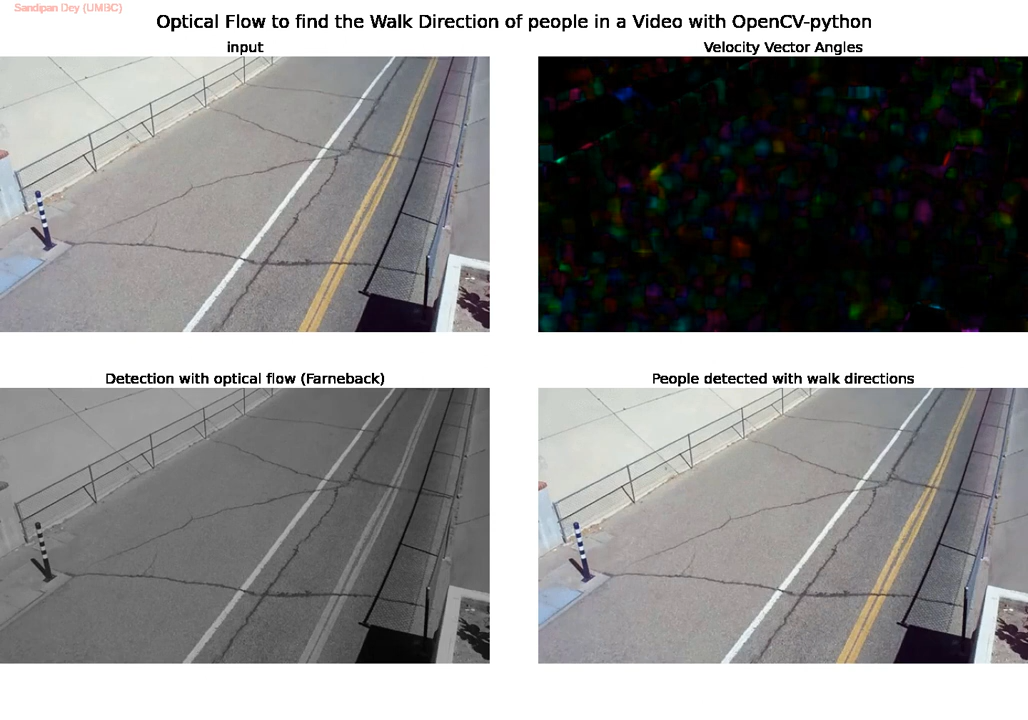 Sandipan Dey (UMBC)
Optical Flow to find the Walk Direction of people in a Video with OpenCV-python
input
Velocity Vector Angles
Detection with optical flow (Farneback)
People detected with walk directions